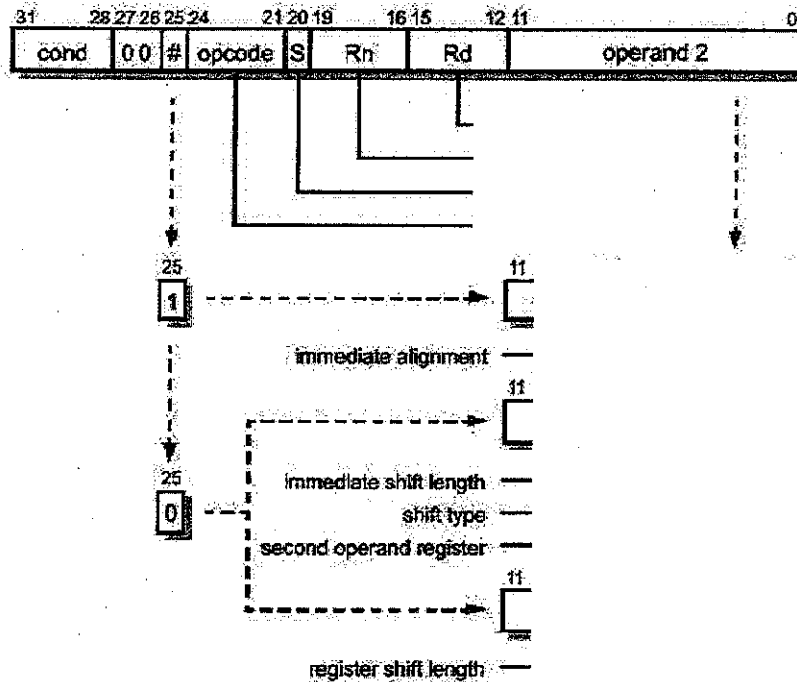 31 28 27 26 25 24 21 20 19 16 15 12 11 0
cond 0 0 # opcode S Rn Rd operand 2
25 11
1
immediate alignment
11
25
immediate shift length
0
shift type
second operand register
11
register shift length